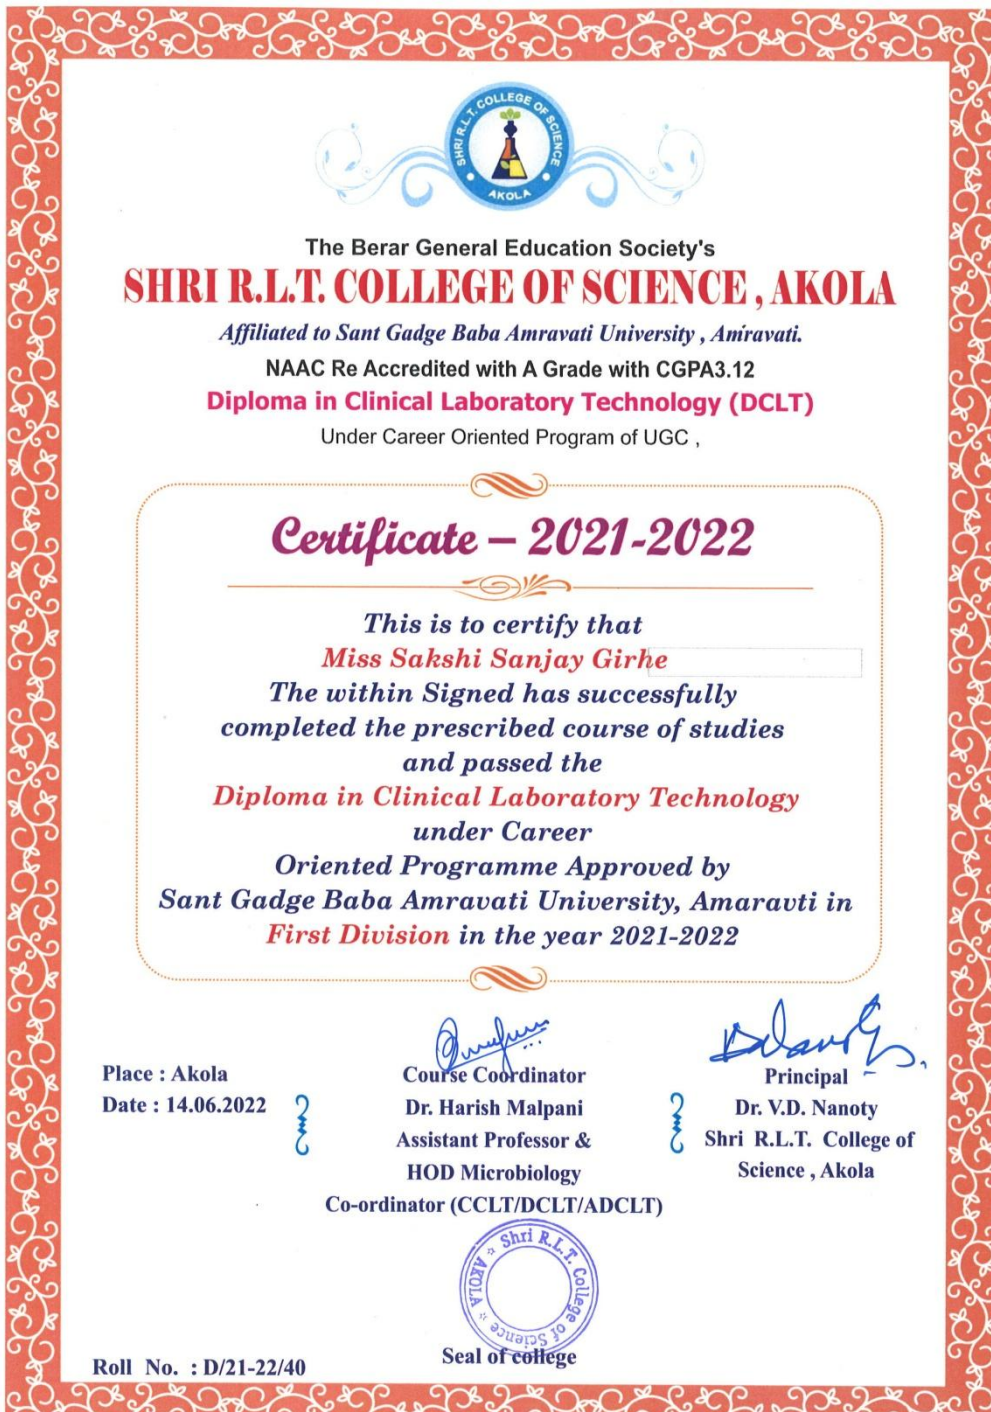 SHRI R.L.T. COLLEGE OF SCIENCE
AKOLA
The Berar General Education Society's
SHRI R.L.T. COLLEGE OF SCIENCE , AKOLA
Affiliated to Sant Gadge Baba Amravati University , Amravati.
NAAC Re Accredited with A Grade with CGPA3.12
Diploma in Clinical Laboratory Technology (DCLT)
Under Career Oriented Program of UGC ,
Certificate – 2021-2022
This is to certify that
Miss Sakshi Sanjay Girhe
The within Signed has successfully
completed the prescribed course of studies
and passed the
Diploma in Clinical Laboratory Technology
under Career
Oriented Programme Approved by
Sant Gadge Baba Amravati University, Amaravti in
First Division in the year 2021-2022
Place : Akola
Date : 14.06.2022
Course Coordinator
Dr. Harish Malpani
Assistant Professor &
HOD Microbiology
Co-ordinator (CCLT/DCLT/ADCLT)
Principal
Dr. V.D. Nanoty
Shri R.L.T. College of
Science , Akola
Shri R.L.T. College of Science
AKOLA
Seal of college
Roll No. : D/21-22/40